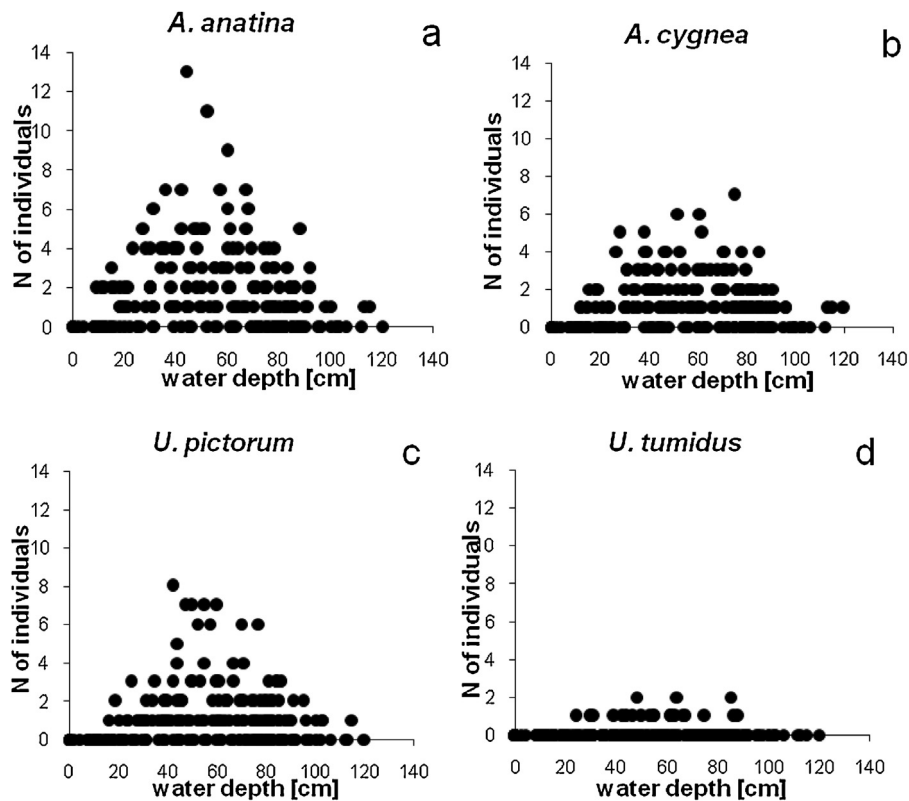 A. anatina
a
N of individuals
14
12
10
8
6
4
2
0
0 20 40 60 80 100 120 140
water depth [cm]
A. cygnea
b
N of individuals
14
12
10
8
6
4
2
0
0 20 40 60 80 100 120 140
water depth [cm]
U. pictorum
c
N of individuals
14
12
10
8
6
4
2
0
0 20 40 60 80 100 120 140
water depth [cm]
U. tumidus
d
N of individuals
14
12
10
8
6
4
2
0
0 20 40 60 80 100 120 140
water depth [cm]